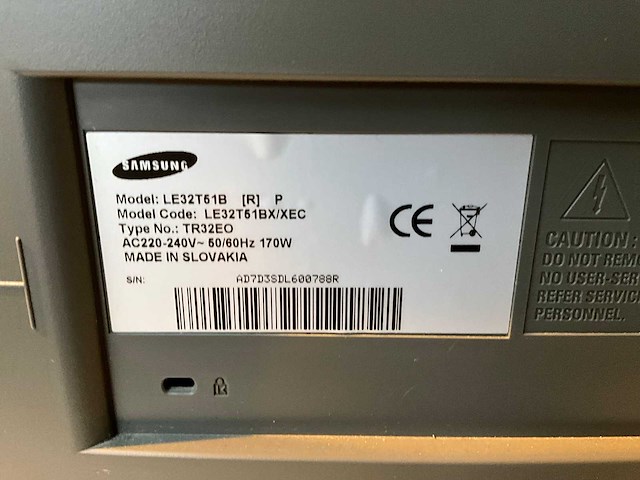 SAMSUNG
Model: LE32T51B [R] P
Model Code: LE32T51BX/XEC
Type No.: TR32EO
AC220-240V~ 50/60Hz 170W
MADE IN SLOVAKIA
S/N: AD7D3SDL600788R
CE
CAUTION:
DO NOT REM
NO USER-SER
REFER SERVIC
PERSONNEL.